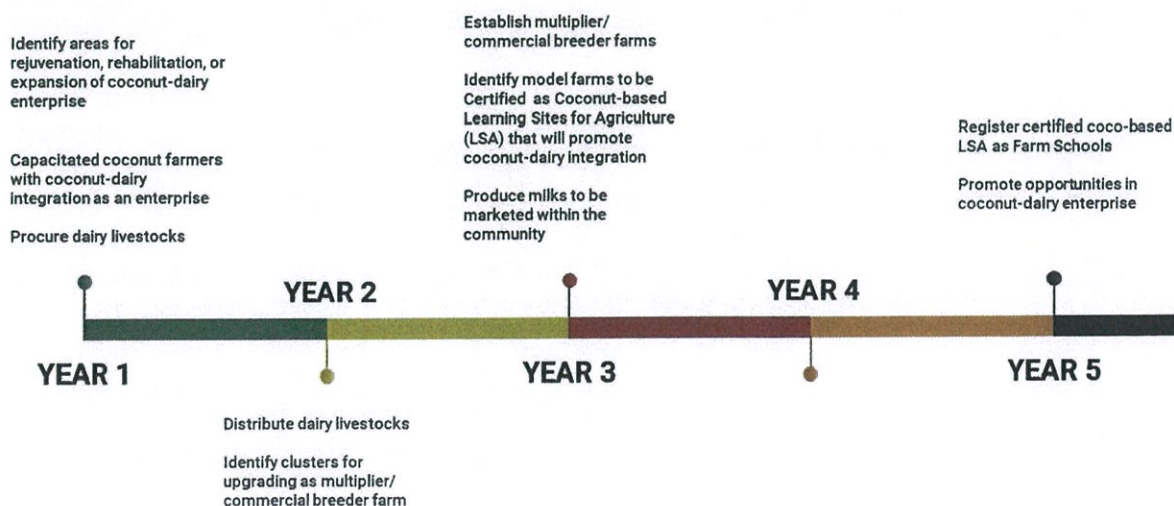 Identify areas for
rejuvenation, rehabilitation, or
expansion of coconut-dairy
enterprise
Capacitated coconut farmers
with coconut-dairy
integration as an enterprise
Procure dairy livestocks
YEAR 1
YEAR 2
Distribute dairy livestocks
Identify clusters for
upgrading as multiplier/
commercial breeder farm
Establish multiplier/
commercial breeder farms
Identify model farms to be
Certified as Coconut-based
Learning Sites for Agriculture
(LSA) that will promote
coconut-dairy integration
Produce milks to be
marketed within the
community
YEAR 3
YEAR 4
Register certified coco-based
LSA as Farm Schools
Promote opportunities in
coconut-dairy enterprise
YEAR 5